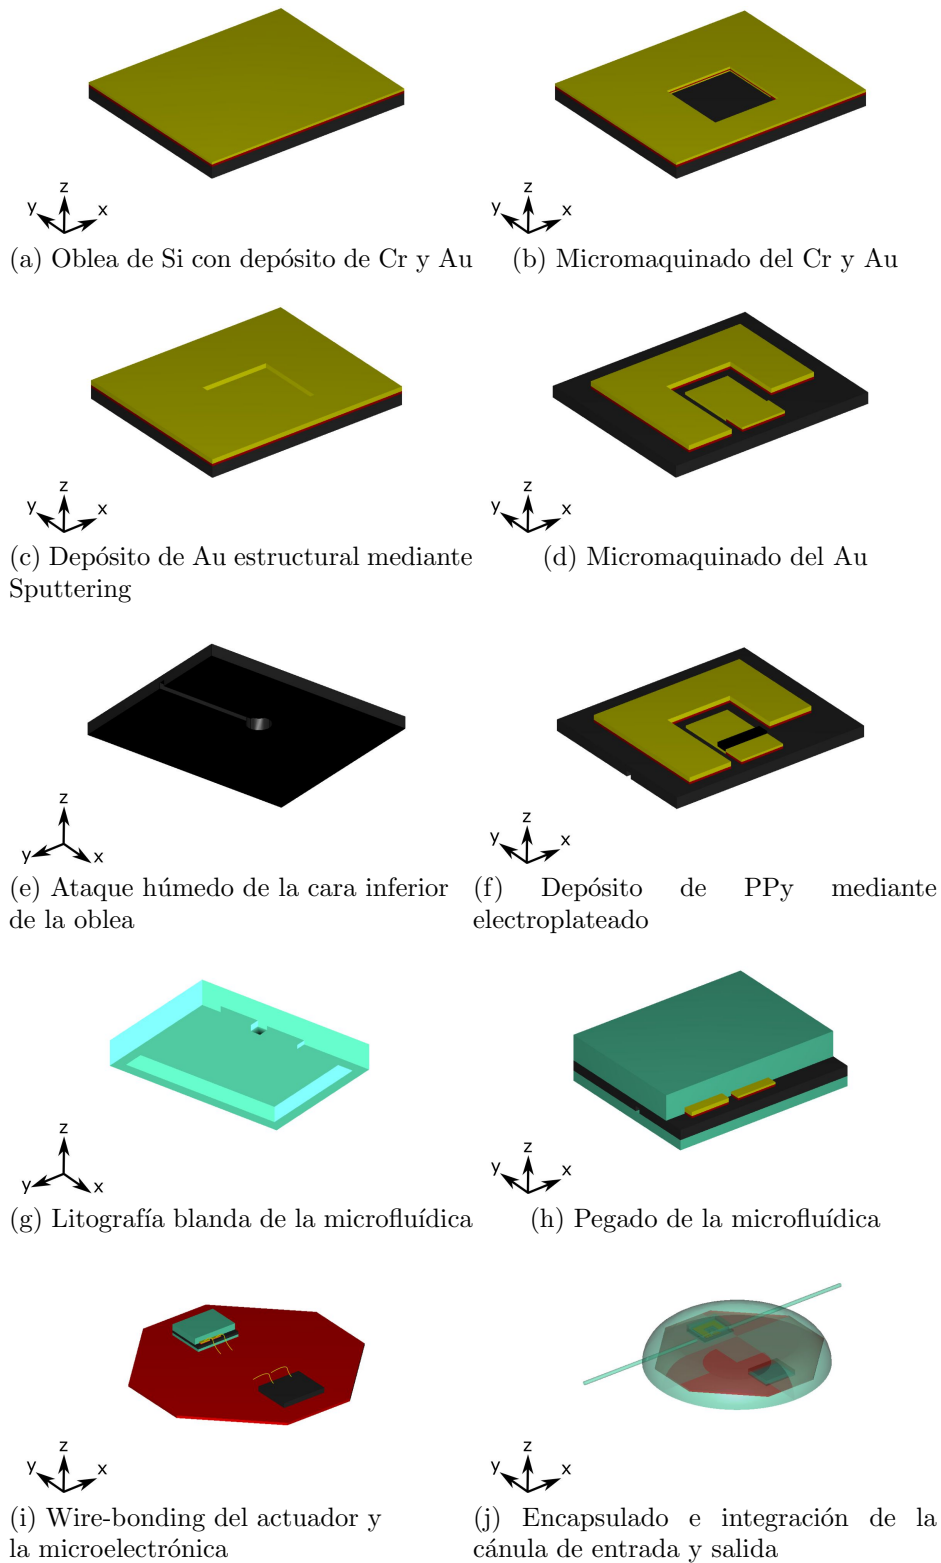 z
y
x
z
y
x
(a) Oblea de Si con depósito de Cr y Au
(b) Micromaquinado del Cr y Au
z
y
x
z
y
x
(c) Depósito de Au estructural mediante
Sputtering
(d) Micromaquinado del Au
z
y
x
z
y
x
(e) Ataque húmedo de la cara inferior
de la oblea
(f) Depósito de PPy mediante
electroplateado
z
y
x
z
y
x
(g) Litografía blanda de la microfluídica
(h) Pegado de la microfluídica
z
y
x
z
y
x
(i) Wire-bonding del actuador y
la microelectrónica
(j) Encapsulado e integración de la
cánula de entrada y salida